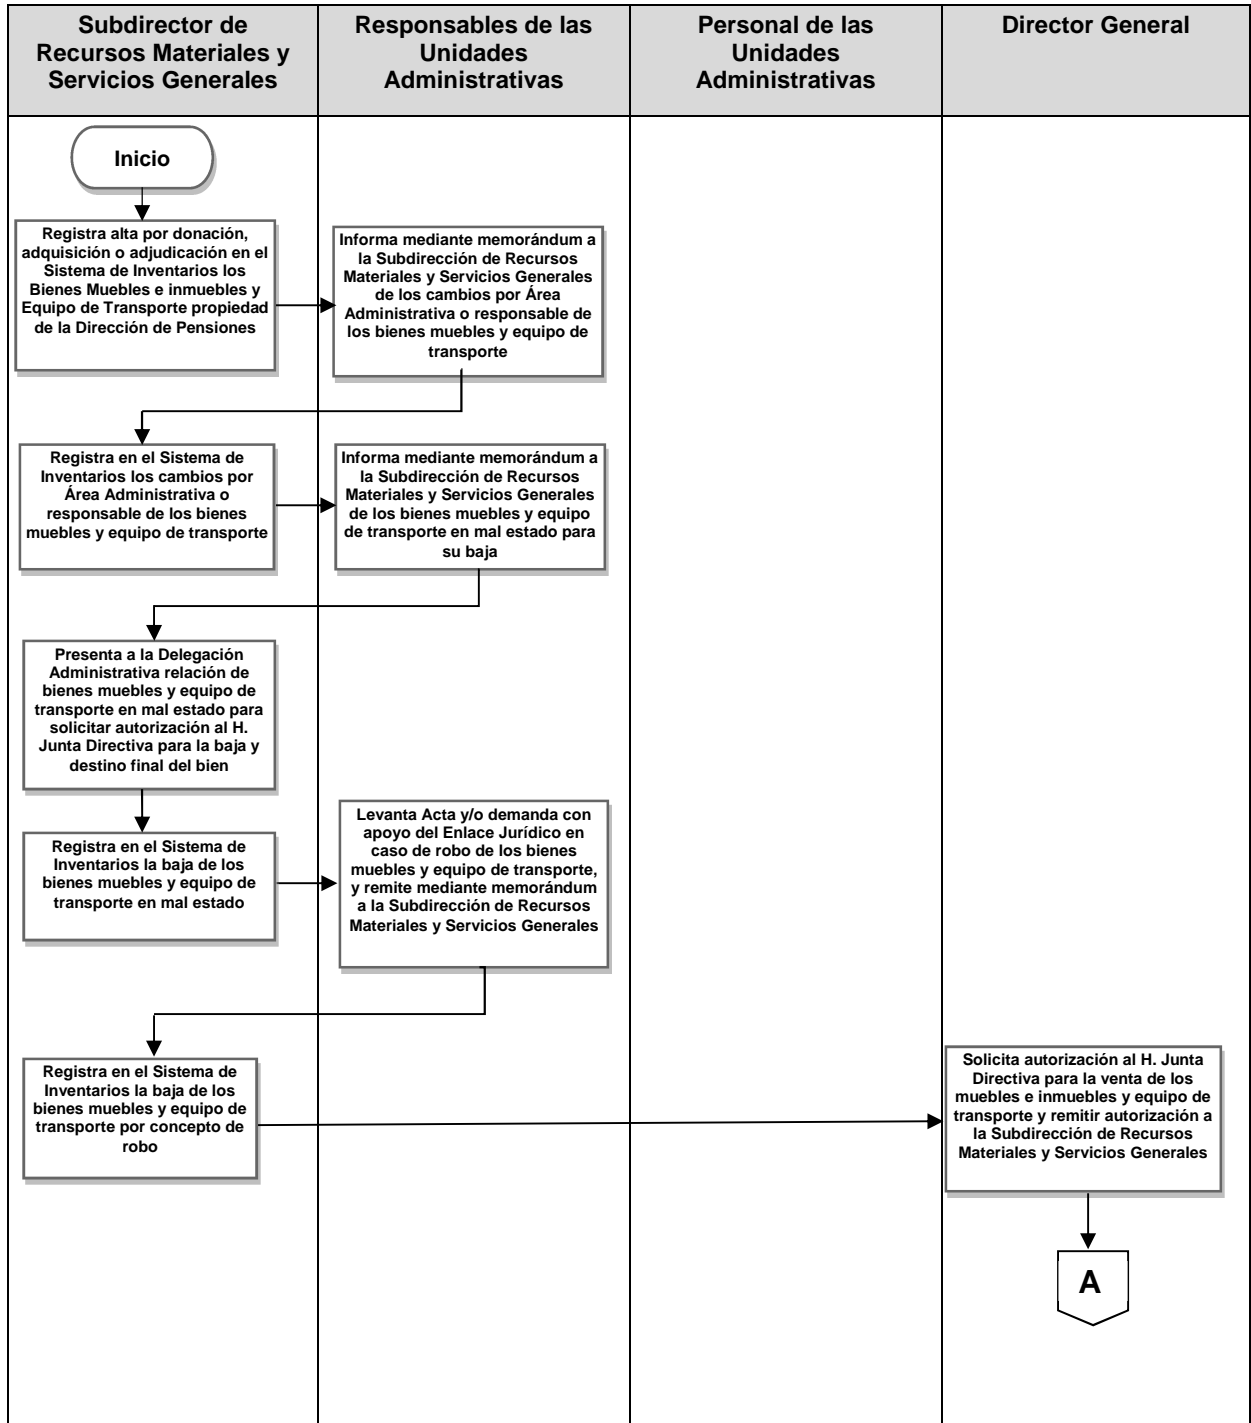 Subdirector de
Recursos Materiales y
Servicios Generales
Responsables de las
Unidades
Administrativas
Personal de las
Unidades
Administrativas
Director General
Inicio
Registra alta por donación,
adquisición o adjudicación en el
Sistema de Inventarios los
Bienes Muebles e inmuebles y
Equipo de Transporte propiedad
de la Dirección de Pensiones
Informa mediante memorándum a
la Subdirección de Recursos
Materiales y Servicios Generales
de los cambios por Área
Administrativa o responsable de
los bienes muebles y equipo de
transporte
Registra en el Sistema de
Inventarios los cambios por
Área Administrativa o
responsable de los bienes
muebles y equipo de transporte
Informa mediante memorándum a
la Subdirección de Recursos
Materiales y Servicios Generales
de los bienes muebles y equipo
de transporte en mal estado para
su baja
Presenta a la Delegación
Administrativa relación de
bienes muebles y equipo de
transporte en mal estado para
solicitar autorización al H.
Junta Directiva para la baja y
destino final del bien
Registra en el Sistema de
Inventarios la baja de los
bienes muebles y equipo de
transporte en mal estado
Levanta Acta y/o demanda con
apoyo del Enlace Jurídico en
caso de robo de los bienes
muebles y equipo de transporte,
y remite mediante memorándum
a la Subdirección de Recursos
Materiales y Servicios Generales
Registra en el Sistema de
Inventarios la baja de los
bienes muebles y equipo de
transporte por concepto de
robo
Solicita autorización al H. Junta
Directiva para la venta de los
muebles e inmuebles y equipo de
transporte y remitir autorización a
la Subdirección de Recursos
Materiales y Servicios Generales
A